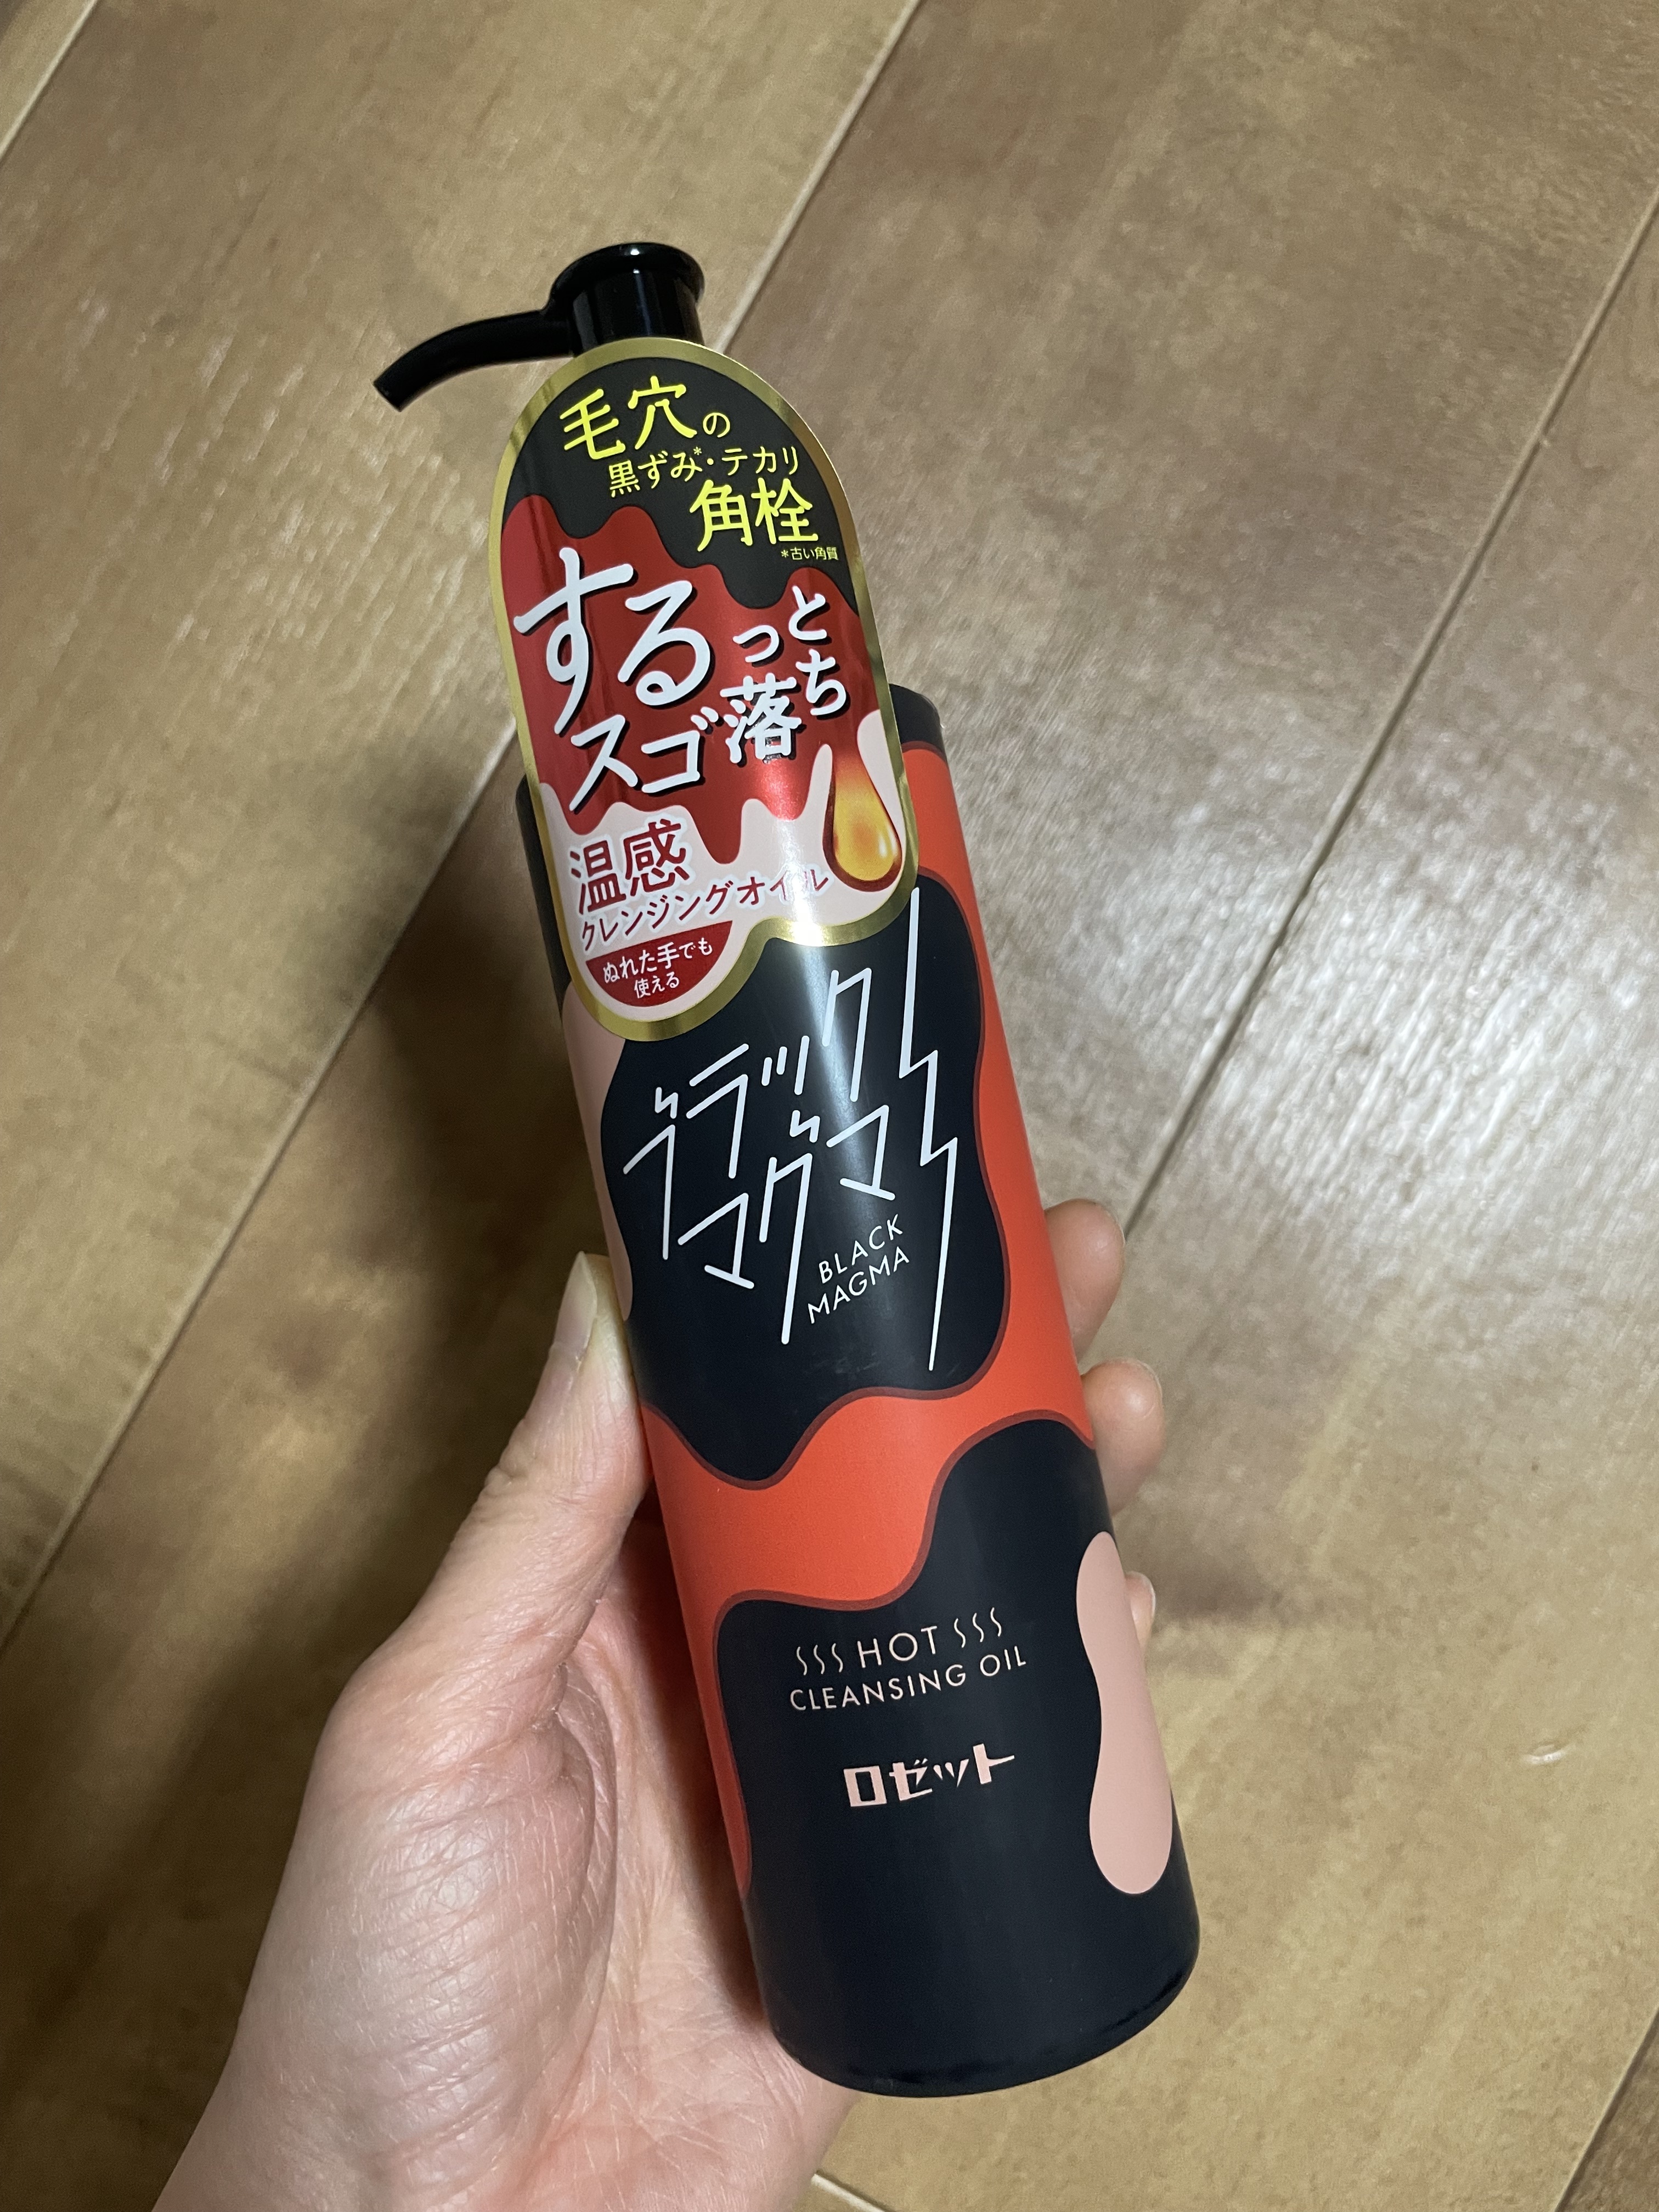 毛穴の
黒ずみ*・テカリ
角栓
*古い角質
するっと
スゴ落ち
温感
クレンジングオイル
ぬれた手でも
使える
ブラック
マグマ
BLACK
MAGMA
HOT
CLEANSING OIL
ロゼット